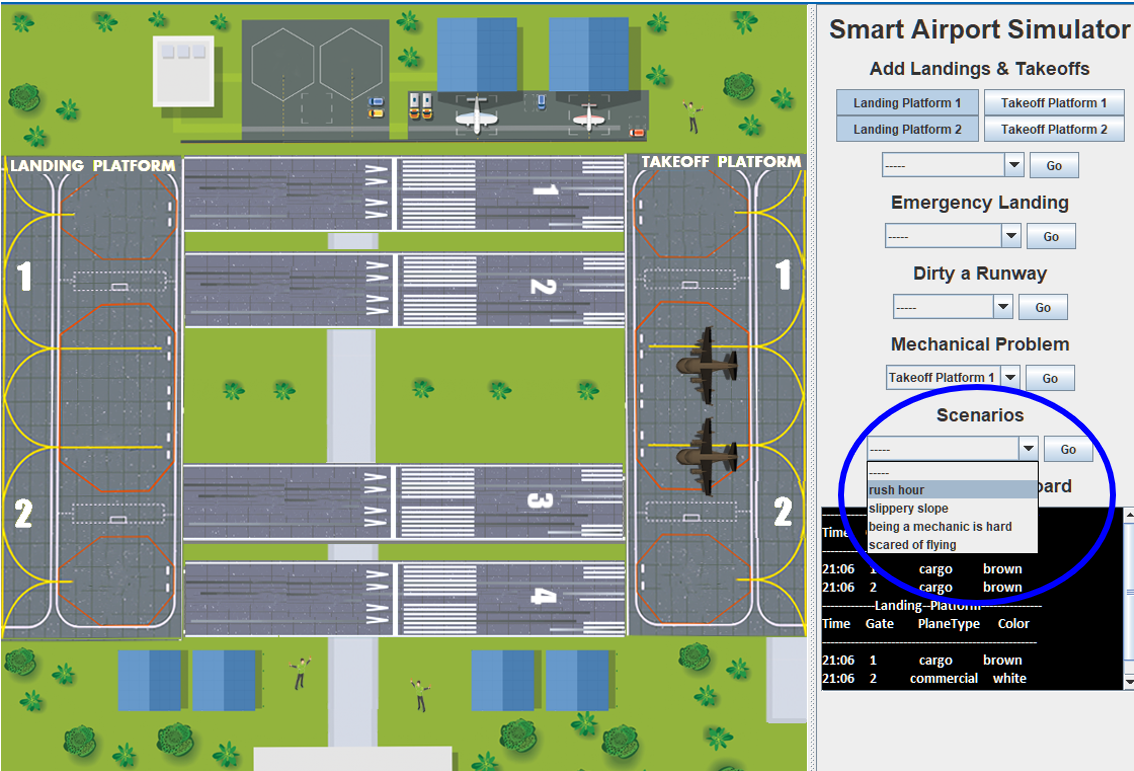 Smart Airport Simulator
Add Landings & Takeoffs
Landing Platform 1
Takeoff Platform 1
Landing Platform 2
Takeoff Platform 2
-----
Go
Emergency Landing
-----
Go
Dirty a Runway
-----
Go
Mechanical Problem
Takeoff Platform 1
Go
Scenarios
-----
Go
-----
rush hour
slippery slope
being a mechanic is hard
scared of flying
Time
21:06 1 cargo brown
21:06 2 cargo brown
Landing--Platform
Time Gate PlaneType Color
21:06 1 cargo brown
21:06 2 commercial white
LANDING PLATFORM
TAKEOFF PLATFORM
1
1
1
2
2
2
3
4